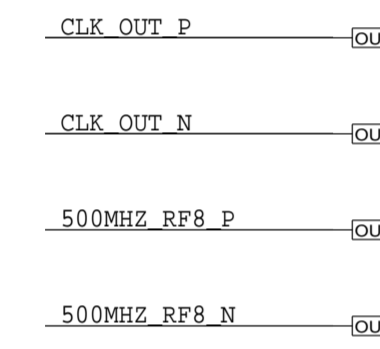 CLK_OUT_P
OU
CLK_OUT_N
OU
500MHZ_RF8_P
OU
500MHZ_RF8_N
OU